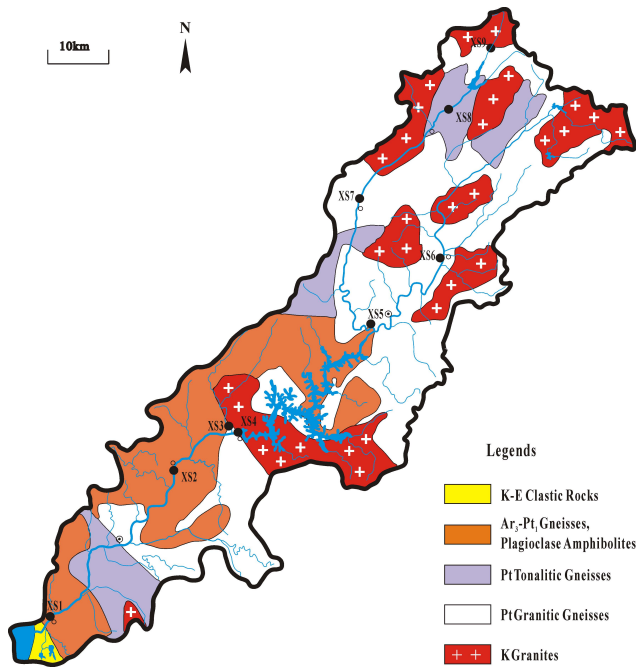 10km
N
XS9
XS8
XS7
XS6
XS5
XS3
XS4
XS2
XS1
Legends
K-E Clastic Rocks
Ar₃-Pt₁ Gneisses,
Plagioclase Amphibolites
Pt Tonalitic Gneisses
Pt Granitic Gneisses
K Granites